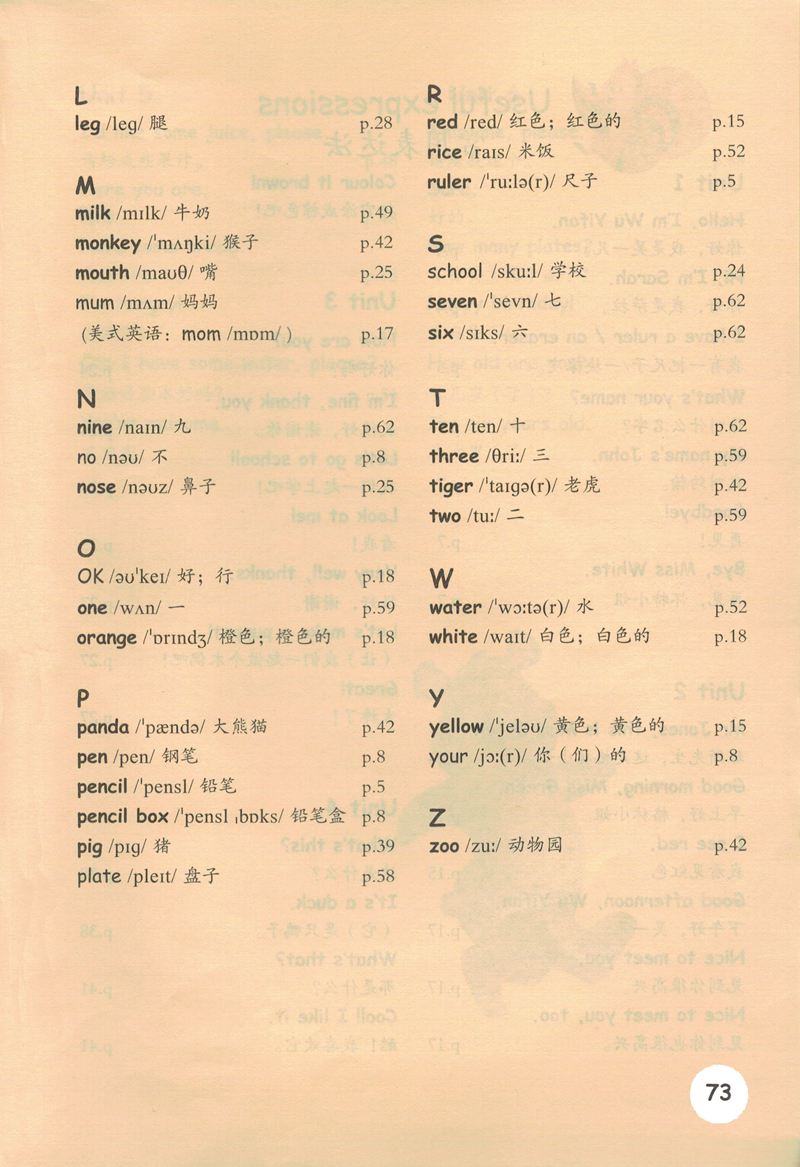 L
leg /leg/ 腿 p.28
M
milk /mɪlk/ 牛奶 p.49
monkey /ˈmʌŋki/ 猴子 p.42
mouth /maʊθ/ 嘴 p.25
mum /mʌm/ 妈妈
(美式英语：mom /mɒm/ ) p.17
N
nine /naɪn/ 九 p.62
no /nəʊ/ 不 p.8
nose /nəʊz/ 鼻子 p.25
O
OK /əʊˈkeɪ/ 好；行 p.18
one /wʌn/ 一 p.59
orange /ˈɒrɪndʒ/ 橙色；橙色的 p.18
P
panda /ˈpændə/ 大熊猫 p.42
pen /pen/ 钢笔 p.8
pencil /ˈpensl/ 铅笔 p.5
pencil box /ˈpensl ˌbɒks/ 铅笔盒 p.8
pig /pɪg/ 猪 p.39
plate /pleɪt/ 盘子 p.58
R
red /red/ 红色；红色的 p.15
rice /raɪs/ 米饭 p.52
ruler /ˈruːlə(r)/ 尺子 p.5
S
school /skuːl/ 学校 p.24
seven /ˈsevn/ 七 p.62
six /sɪks/ 六 p.62
T
ten /ten/ 十 p.62
three /θriː/ 三 p.59
tiger /ˈtaɪgə(r)/ 老虎 p.42
two /tuː/ 二 p.59
W
water /ˈwɔːtə(r)/ 水 p.52
white /waɪt/ 白色；白色的 p.18
Y
yellow /ˈjeləʊ/ 黄色；黄色的 p.15
your /jɔː(r)/ 你（们）的 p.8
Z
zoo /zuː/ 动物园 p.42
73